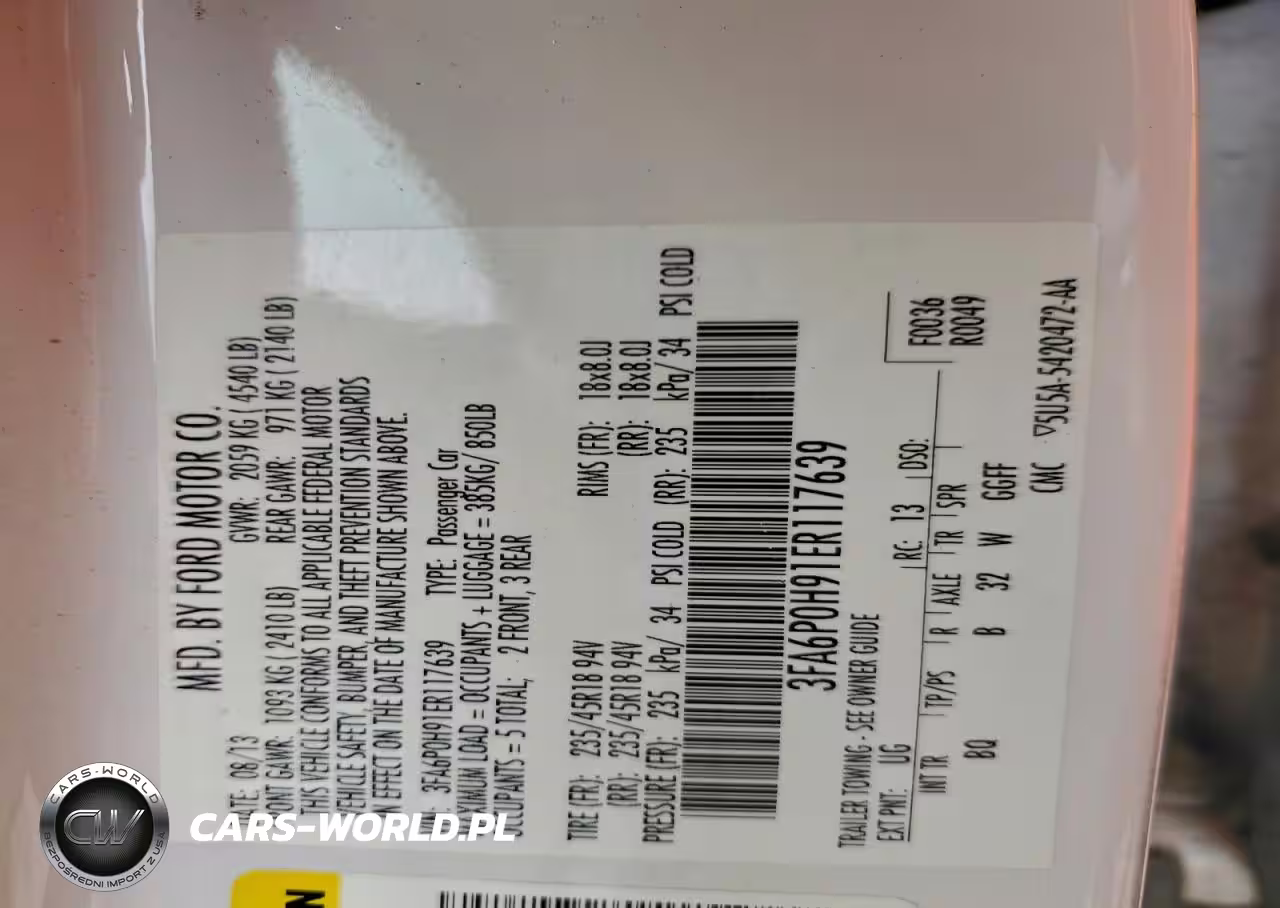 MFD. BY FORD MOTOR CO.
DATE: 08/13 GVWR: 2059 KG ( 4540 LB)
FRONT GAWR: 1093 KG ( 2410 LB) REAR GAWR: 971 KG ( 2140 LB)
THIS VEHICLE CONFORMS TO ALL APPLICABLE FEDERAL MOTOR
VEHICLE SAFETY, BUMPER, AND THEFT PREVENTION STANDARDS
IN EFFECT ON THE DATE OF MANUFACTURE SHOWN ABOVE.
3FA6P0H91ER117639 TYPE: Passenger Car
MAXIMUM LOAD = OCCUPANTS + LUGGAGE = 385KG/ 850LB
OCCUPANTS = 5 TOTAL; 2 FRONT, 3 REAR
TIRE (FR): 235/45R18 94V RIMS (FR): 18x8.0J
(RR): 235/45R18 94V (RR): 18x8.0J
PRESSURE (FR): 235 kPa/ 34 PSI COLD (RR): 235 kPa/ 34 PSI COLD
3FA6P0H91ER117639
TRAILER TOWING - SEE OWNER GUIDE
EXT PNT: UG RC: 13 DSO:
F0036
R0049
INT TR TP/PS R AXLE TR SPR
BQ B 32 W GGFF
CMC ▽5U5A-5420472-AA
CARS-WORLD
CW
BEZPOŚREDNI IMPORT Z USA
CARS-WORLD.PL